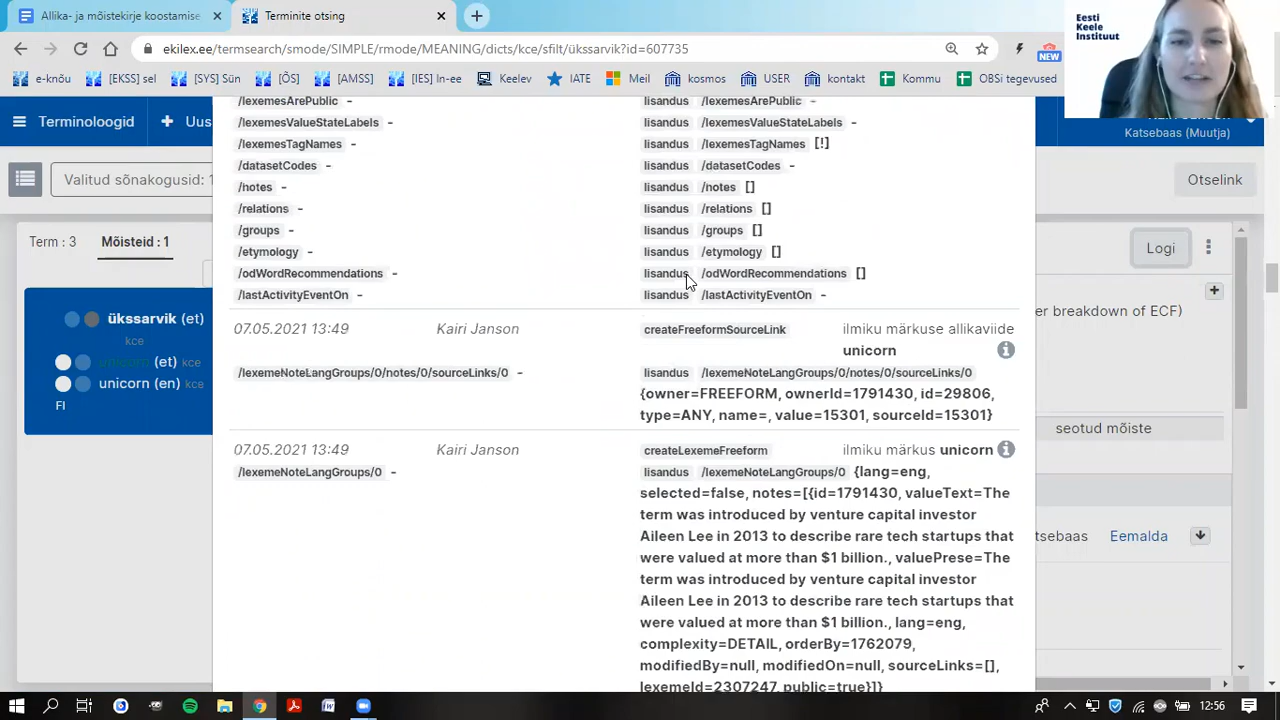 Allika- ja mõistekirje koostamise
Terminite otsing
ekilex.ee/termsearch/smode/SIMPLE/rmode/MEANING/dicts/kce/sfilt/ükssarvik?id=607735
NEW
e-knõu
[EKSS] sel
[SYS] Sün
[ÕS]
[AMSS]
[IES] In-ee
Keelev
IATE
Meil
kosmos
USER
kontakt
Kommu
OBSi tegevused
Eesti
Keele
Instituut
Terminoloogid
Uus
Katsebaas (Muutja)
Valitud sõnakogusid: 1
Otselink
Term : 3
Mõisteid : 1
Logi
ükssarvik (et)
kce
unicorn (et) kce
unicorn (en) kce
FI
/lexemesArePublic -
lisandus /lexemesArePublic -
/lexemesValueStateLabels -
lisandus /lexemesValueStateLabels -
/lexemesTagNames -
lisandus /lexemesTagNames [!]
/datasetCodes -
lisandus /datasetCodes -
/notes -
lisandus /notes []
/relations -
lisandus /relations []
/groups -
lisandus /groups []
/etymology -
lisandus /etymology []
/odWordRecommendations -
lisandus /odWordRecommendations []
/lastActivityEventOn -
lisandus /lastActivityEventOn -
07.05.2021 13:49 Kairi Janson createFreeformSourceLink ilmiku märkuse allikaviide
unicorn
/lexemeNoteLangGroups/0/notes/0/sourceLinks/0 -
lisandus /lexemeNoteLangGroups/0/notes/0/sourceLinks/0
{owner=FREEFORM, ownerId=1791430, id=29806,
type=ANY, name=, value=15301, sourceId=15301}
07.05.2021 13:49 Kairi Janson createLexemeFreeform ilmiku märkus unicorn
/lexemeNoteLangGroups/0 -
lisandus /lexemeNoteLangGroups/0 {lang=eng,
selected=false, notes=[{id=1791430, valueText=The
term was introduced by venture capital investor
Aileen Lee in 2013 to describe rare tech startups that
were valued at more than $1 billion., valuePrese=The
term was introduced by venture capital investor
Aileen Lee in 2013 to describe rare tech startups that
were valued at more than $1 billion., lang=eng,
complexity=DETAIL, orderBy=1762079,
modifiedBy=null, modifiedOn=null, sourceLinks=[],
lexemeId=2307247, public=true}]}
er breakdown of ECF)
seotud mõiste
tsebaas
Eemalda
12:56